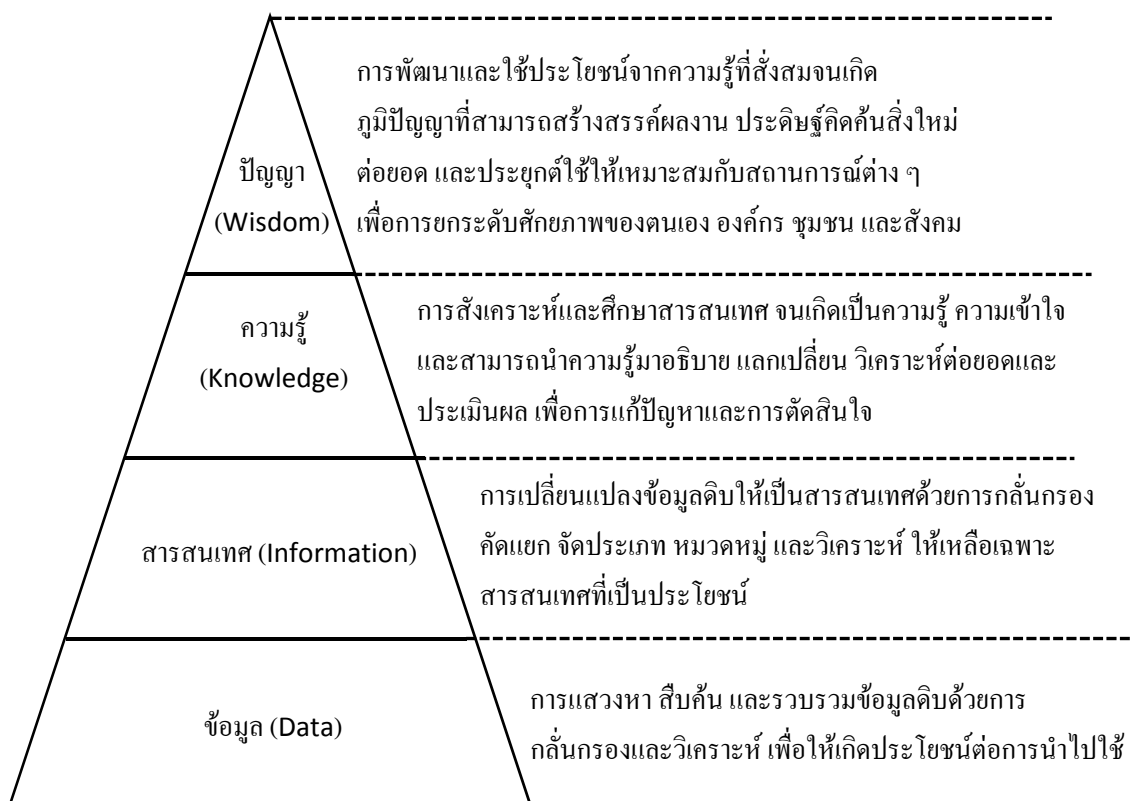 การพัฒนาและใช้ประโยชน์จากความรู้ที่สั่งสมจนเกิด
ภูมิปัญญาที่สามารถสร้างสรรค์ผลงาน ประดิษฐ์คิดค้นสิ่งใหม่
ต่อยอด และประยุกต์ใช้ให้เหมาะสมกับสถานการณ์ต่าง ๆ
เพื่อการยกระดับศักยภาพของตนเอง องค์กร ชุมชน และสังคม
ปัญญา
(Wisdom)
การสังเคราะห์และศึกษาสารสนเทศ จนเกิดเป็นความรู้ ความเข้าใจ
และสามารถนำความรู้มาอธิบาย แลกเปลี่ยน วิเคราะห์ต่อยอดและ
ประเมินผล เพื่อการแก้ปัญหาและการตัดสินใจ
ความรู้
(Knowledge)
การเปลี่ยนแปลงข้อมูลดิบให้เป็นสารสนเทศด้วยการกลั่นกรอง
คัดแยก จัดประเภท หมวดหมู่ และวิเคราะห์ ให้เหลือเฉพาะ
สารสนเทศที่เป็นประโยชน์
สารสนเทศ (Information)
การแสวงหา สืบค้น และรวบรวมข้อมูลดิบด้วยการ
กลั่นกรองและวิเคราะห์ เพื่อให้เกิดประโยชน์ต่อการนำไปใช้
ข้อมูล (Data)